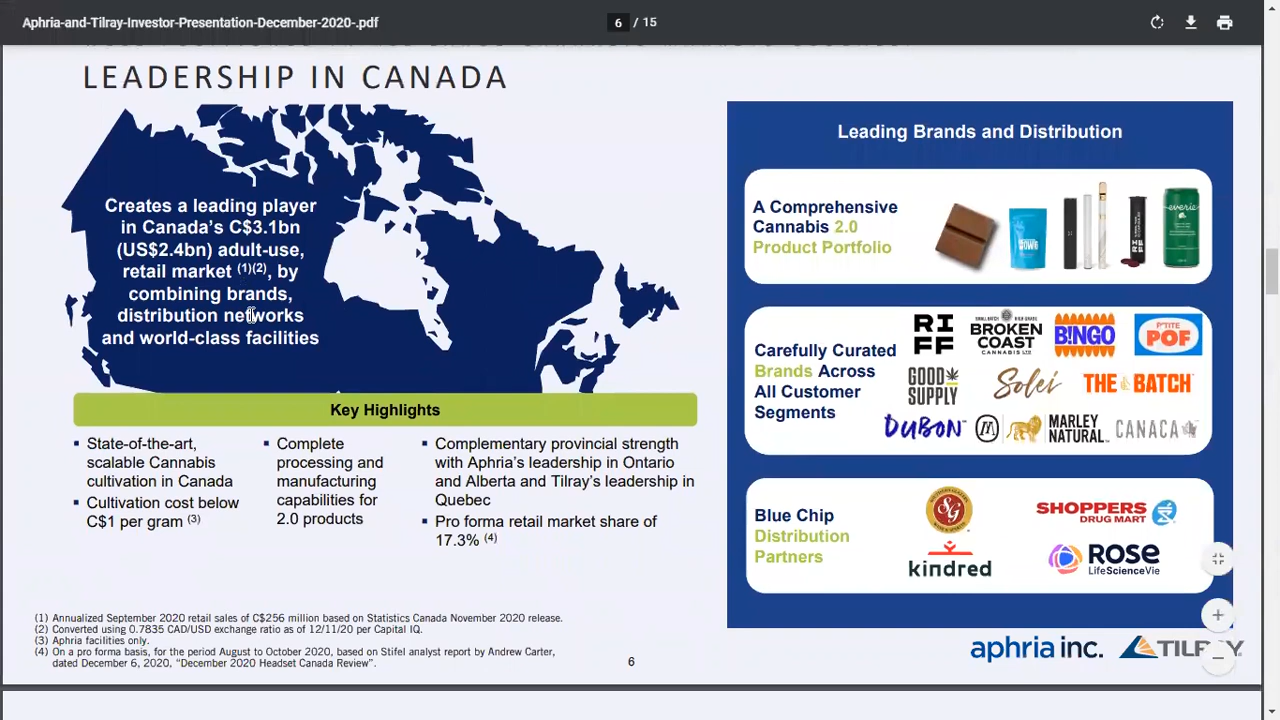 Aphria-and-Tilray-Investor-Presentation-December-2020-.pdf
6 / 15
LEADERSHIP IN CANADA
Creates a leading player
in Canada's C$3.1bn
(US$2.4bn) adult-use,
retail market (1)(2), by
combining brands,
distribution networks
and world-class facilities
Key Highlights
▪ State-of-the-art,
scalable Cannabis
cultivation in Canada
▪ Cultivation cost below
C$1 per gram (3)
▪ Complete
processing and
manufacturing
capabilities for
2.0 products
▪ Complementary provincial strength
with Aphria's leadership in Ontario
and Alberta and Tilray's leadership in
Quebec
▪ Pro forma retail market share of
17.3% (4)
Leading Brands and Distribution
A Comprehensive
Cannabis 2.0
Product Portfolio
RIFF
everie
Carefully Curated
Brands Across
All Customer
Segments
RIFF
BROKEN
COAST
CANNABIS LTD
B!NGO
P'TITE
POF
GOOD
SUPPLY
Solei
THE BATCH
DUBON
MARLEY
NATURAL
CANACA
Blue Chip
Distribution
Partners
SG
SHOPPERS
DRUG MART
kindred
ROSE
LifeScienceVie
(1) Annualized September 2020 retail sales of C$256 million based on Statistics Canada November 2020 release.
(2) Converted using 0.7835 CAD/USD exchange ratio as of 12/11/20 per Capital IQ.
(3) Aphria facilities only.
(4) On a pro forma basis, for the period August to October 2020, based on Stifel analyst report by Andrew Carter,
dated December 6, 2020, "December 2020 Headset Canada Review".
6
aphria inc.
TILRAY